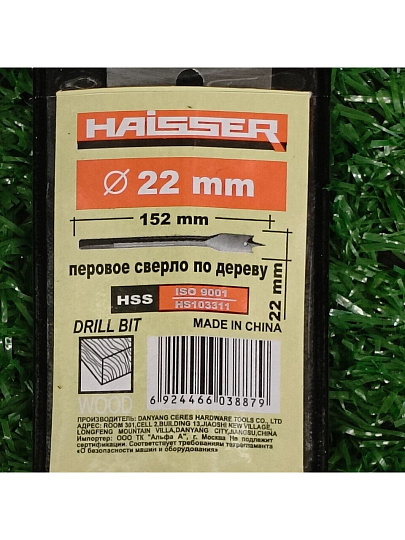 HAISSER
Ø 22 mm
152 mm
22 mm
перовое сверло по дереву
HSS ISO 9001
HS103311
DRILL BIT MADE IN CHINA
WOOD
6 924466 038879
ПРОИЗВОДИТЕЛЬ: DANYANG CERES HARDWARE TOOLS CO., LTD
АДРЕС: ROOM 301,CELL 2,BUILDING 13,JIAOSHI NEW VILLAGE,
LONGFENG MOUNTAIN VILLA,DANYANG CITY,JIANGSU,CHINA
Импортер: ООО ТК "Альфа А", г. Москва Не подлежит
сертификации. Соответствует требованиям техрегламента
«О безопасности машин и оборудования»